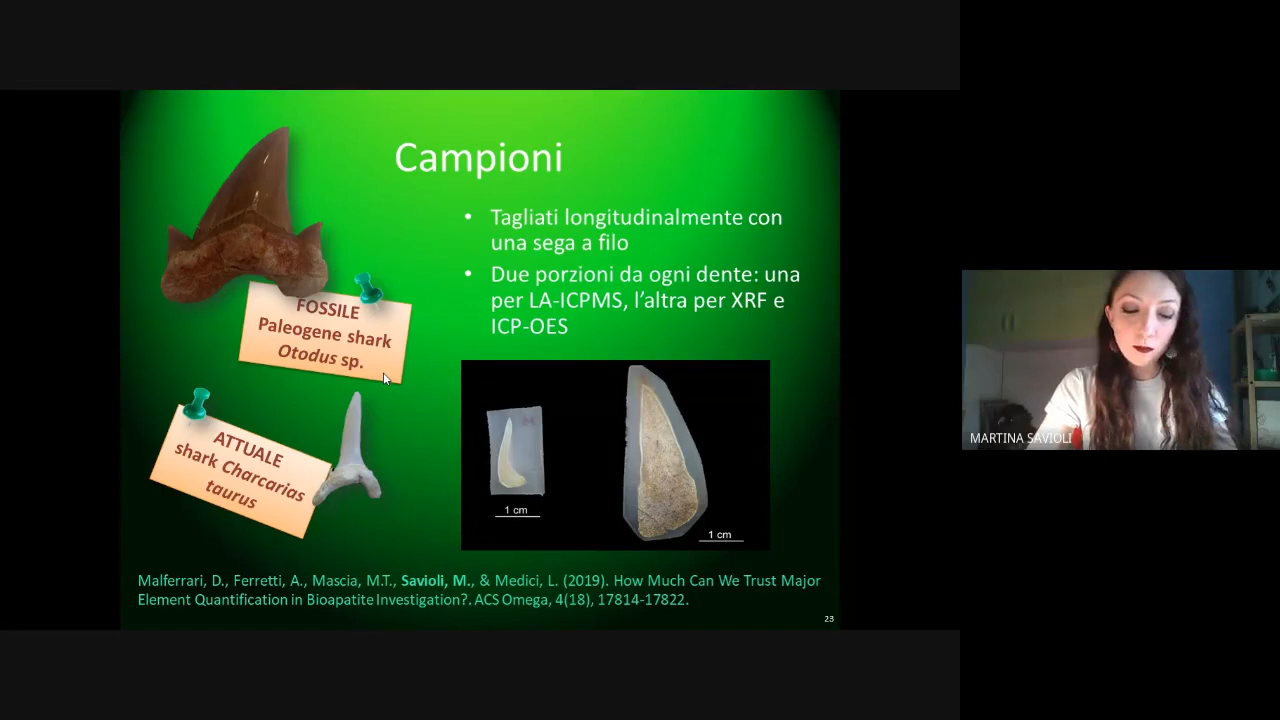 Campioni
• Tagliati longitudinalmente con
una sega a filo
• Due porzioni da ogni dente: una
per LA-ICPMS, l'altra per XRF e
ICP-OES
FOSSILE
Paleogene shark
Otodus sp.
ATTUALE
shark Charcarias
taurus
1 cm
1 cm
Malferrari, D., Ferretti, A., Mascia, M.T., Savioli, M., & Medici, L. (2019). How Much Can We Trust Major
Element Quantification in Bioapatite Investigation?. ACS Omega, 4(18), 17814-17822.
23
MARTINA SAVIOLI